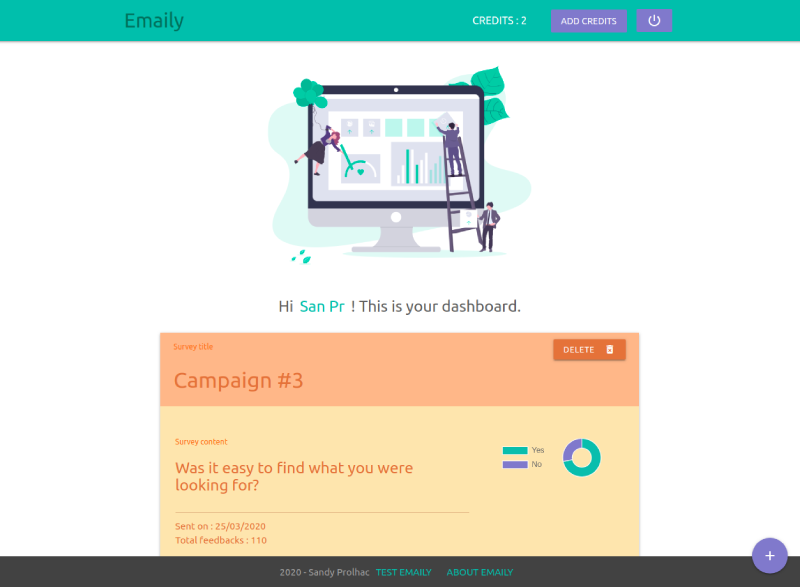 Emaily
CREDITS : 2
ADD CREDITS
Hi San Pr ! This is your dashboard.
Survey title
DELETE
Campaign #3
Survey content
Was it easy to find what you were
looking for?
Yes
No
Sent on : 25/03/2020
Total feedbacks : 110
2020 - Sandy Prolhac TEST EMAILY ABOUT EMAILY
+